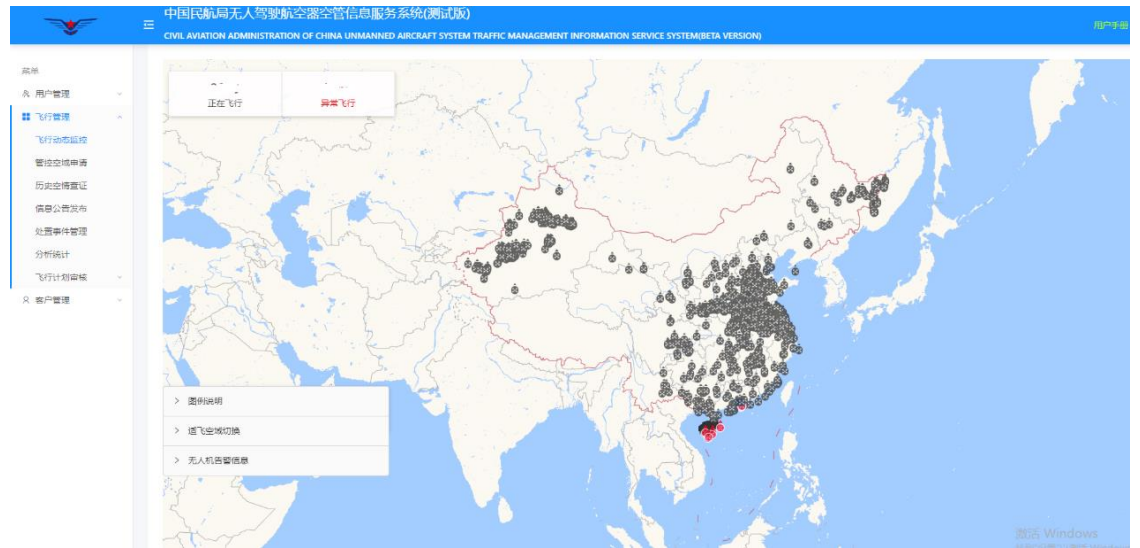 中国民航局无人驾驶航空器空管信息服务系统(测试版)
CIVIL AVIATION ADMINISTRATION OF CHINA UNMANNED AIRCRAFT SYSTEM TRAFFIC MANAGEMENT INFORMATION SERVICE SYSTEM(BETA VERSION)
用户手册
菜单
用户管理
飞行管理
飞行动态监控
管控空域申请
历史空情查证
信息公告发布
处置事件管理
分析统计
飞行计划审核
客户管理
正在飞行
异常飞行
图例说明
适飞空域切换
无人机告警信息
激活 Windows